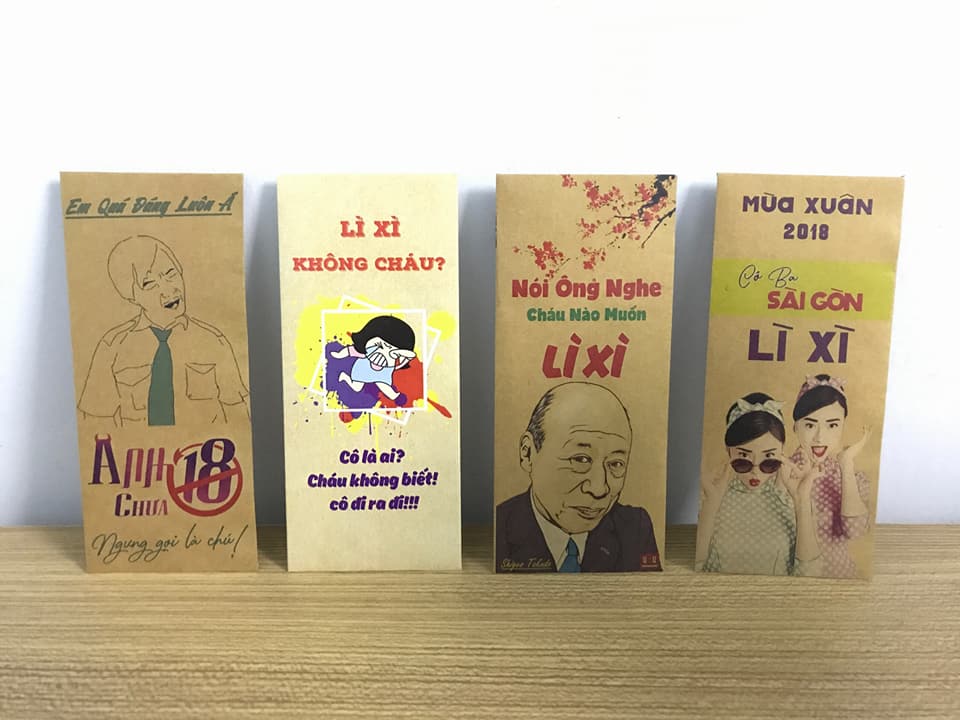 Em Quá Đáng Luôn Á
ANH
CHƯA 18
Ngưng gọi là chú!
LÌ XÌ
KHÔNG CHÁU?
Cô là ai?
Cháu không biết!
cô đi ra đi!!!
Nói Ông Nghe
Cháu Nào Muốn
LÌ XÌ
Shigeo Tokuda
MÙA XUÂN
2018
Cô Ba
SÀI GÒN
LÌ XÌ